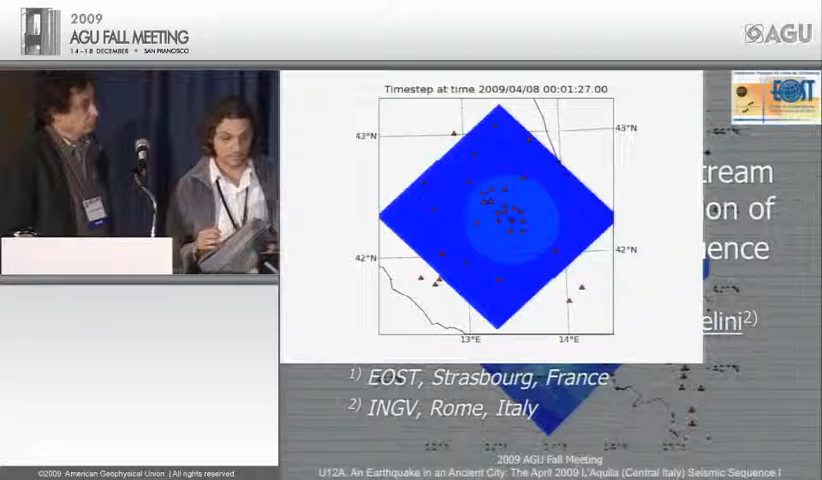 2009
AGU FALL MEETING
14 - 18 DECEMBER • SAN FRANCISCO
AGU
EOST
Timestep at time 2009/04/08 00:01:27.00
43°N
43°N
42°N
42°N
13°E
14°E
tream
ion of
ence
elini2)
1) EOST, Strasbourg, France
2) INGV, Rome, Italy
2009 AGU Fall Meeting
©2009 American Geophysical Union. | All rights reserved.
U12A. An Earthquake in an Ancient City: The April 2009 L'Aquila (Central Italy) Seismic Sequence I